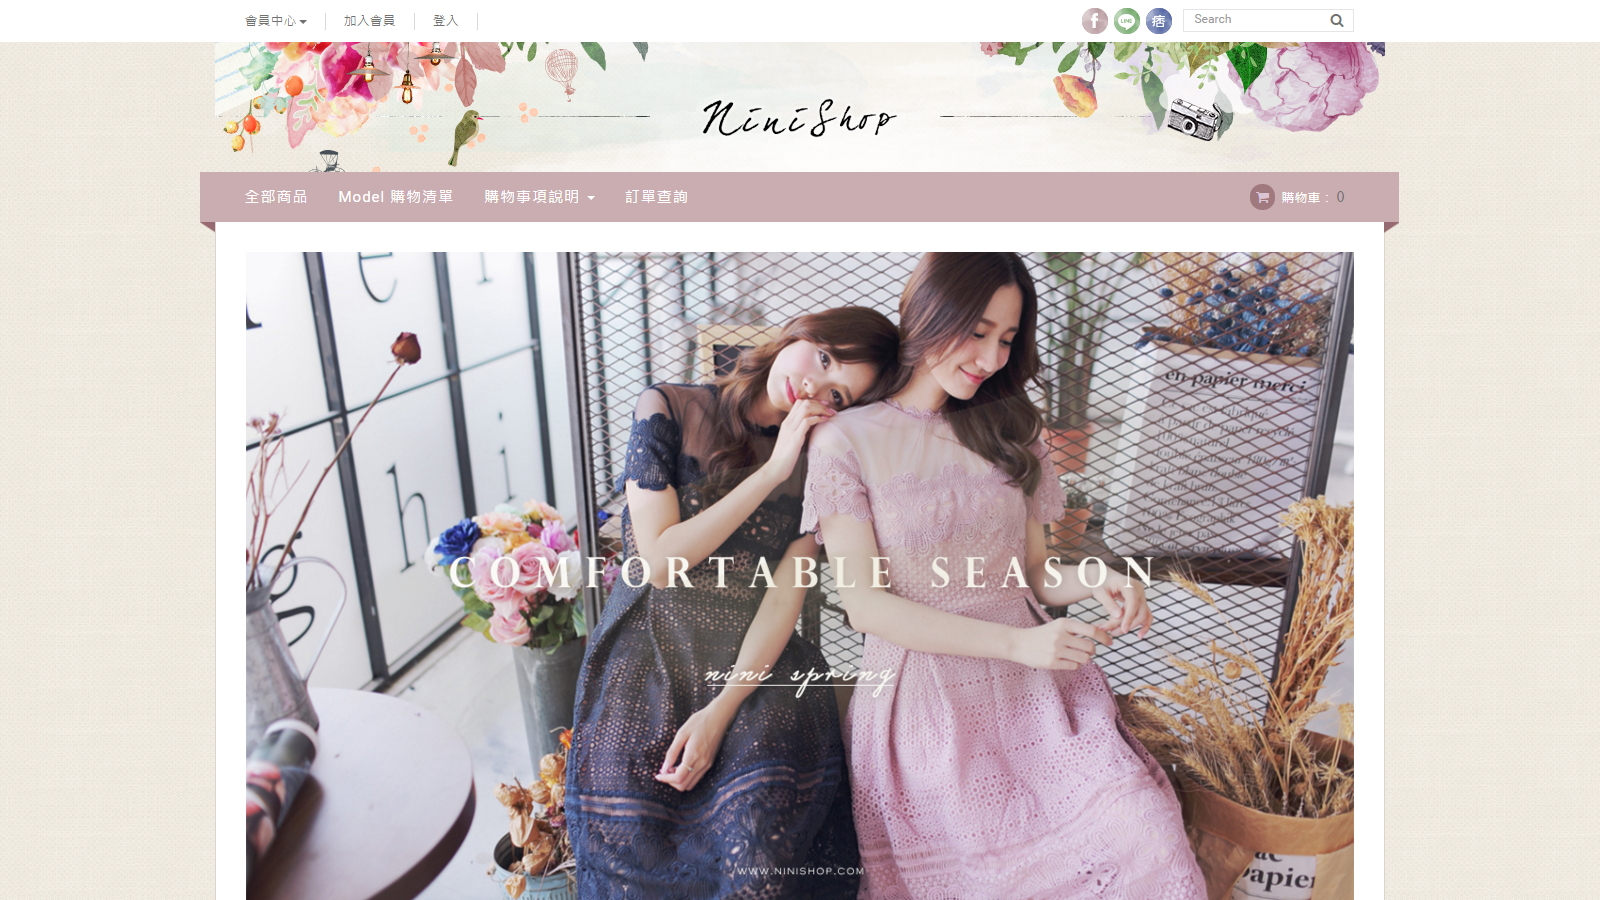 會員中心
加入會員
登入
f
LINE
痞
Search
NiniShop
全部商品
Model 購物清單
購物事項說明
訂單查詢
購物車： 0
en papier merci
COMFORTABLE SEASON
nini spring
WWW.NINISHOP.COM